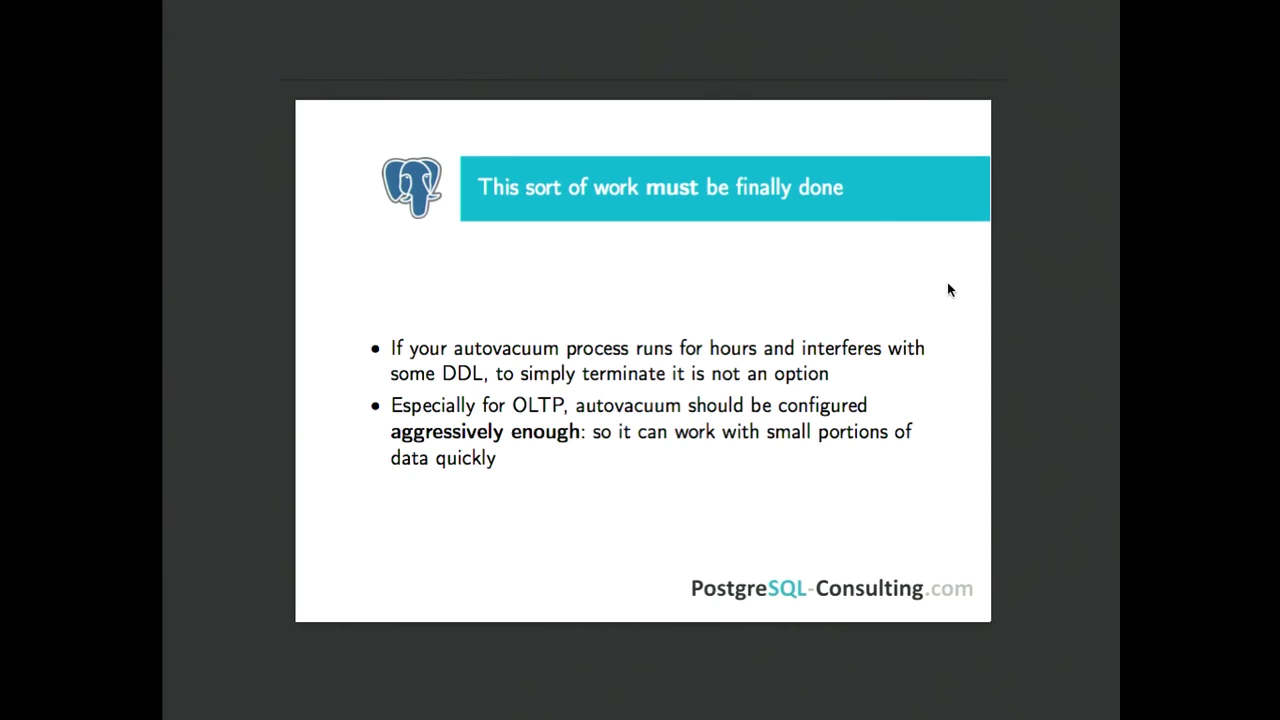 This sort of work must be finally done
• If your autovacuum process runs for hours and interferes with
some DDL, to simply terminate it is not an option
• Especially for OLTP, autovacuum should be configured
aggressively enough: so it can work with small portions of
data quickly
PostgreSQL-Consulting.com